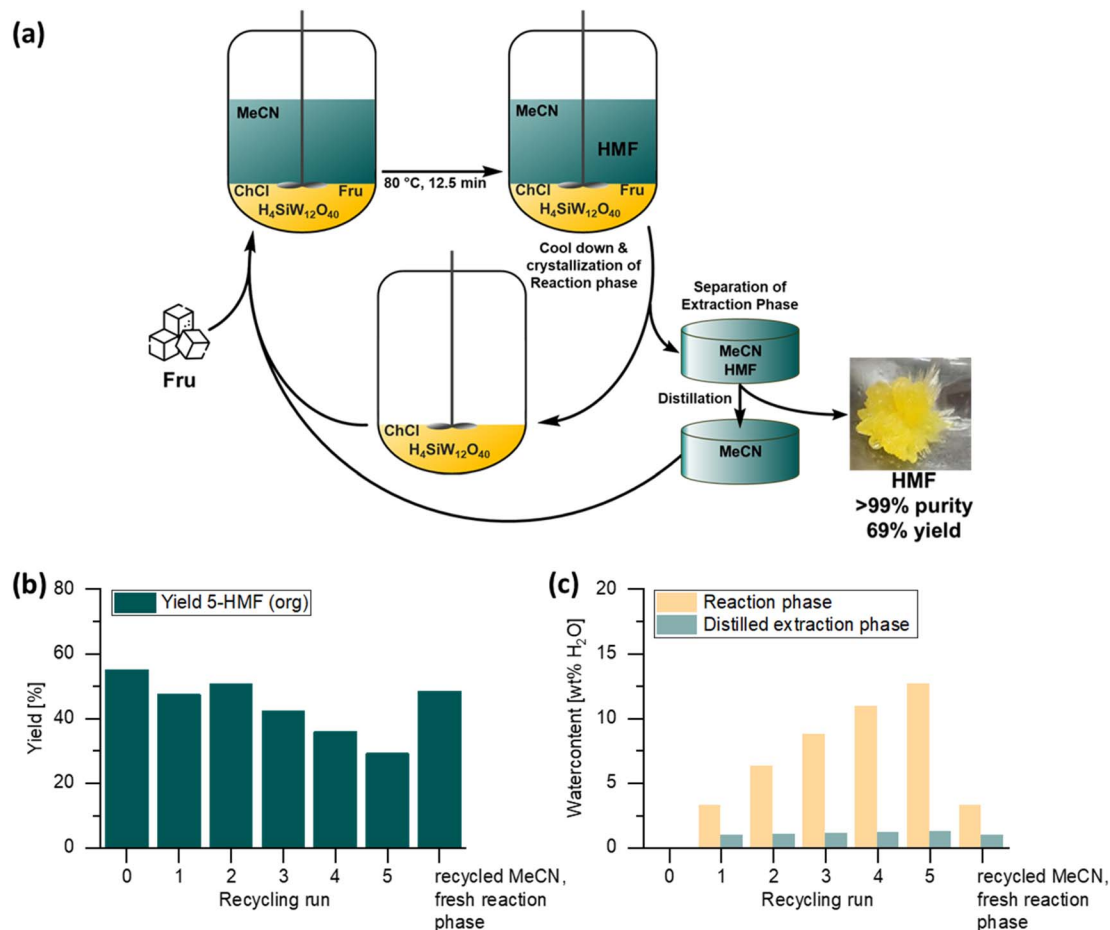 (a)
MeCN
ChCl
Fru
H4SiW12O40
80 °C, 12.5 min
MeCN
HMF
ChCl
Fru
H4SiW12O40
Cool down &
crystallization of
Reaction phase
Separation of
Extraction Phase
MeCN
HMF
Distillation
MeCN
HMF
>99% purity
69% yield
Fru
ChCl
H4SiW12O40
(b)
Yield 5-HMF (org)
Yield [%]
80
60
40
20
0
0 1 2 3 4 5
Recycling run
recycled MeCN,
fresh reaction
phase
(c)
Reaction phase
Distilled extraction phase
Watercontent [wt% H2O]
20
15
10
5
0
0 1 2 3 4 5
Recycling run
recycled MeCN,
fresh reaction
phase